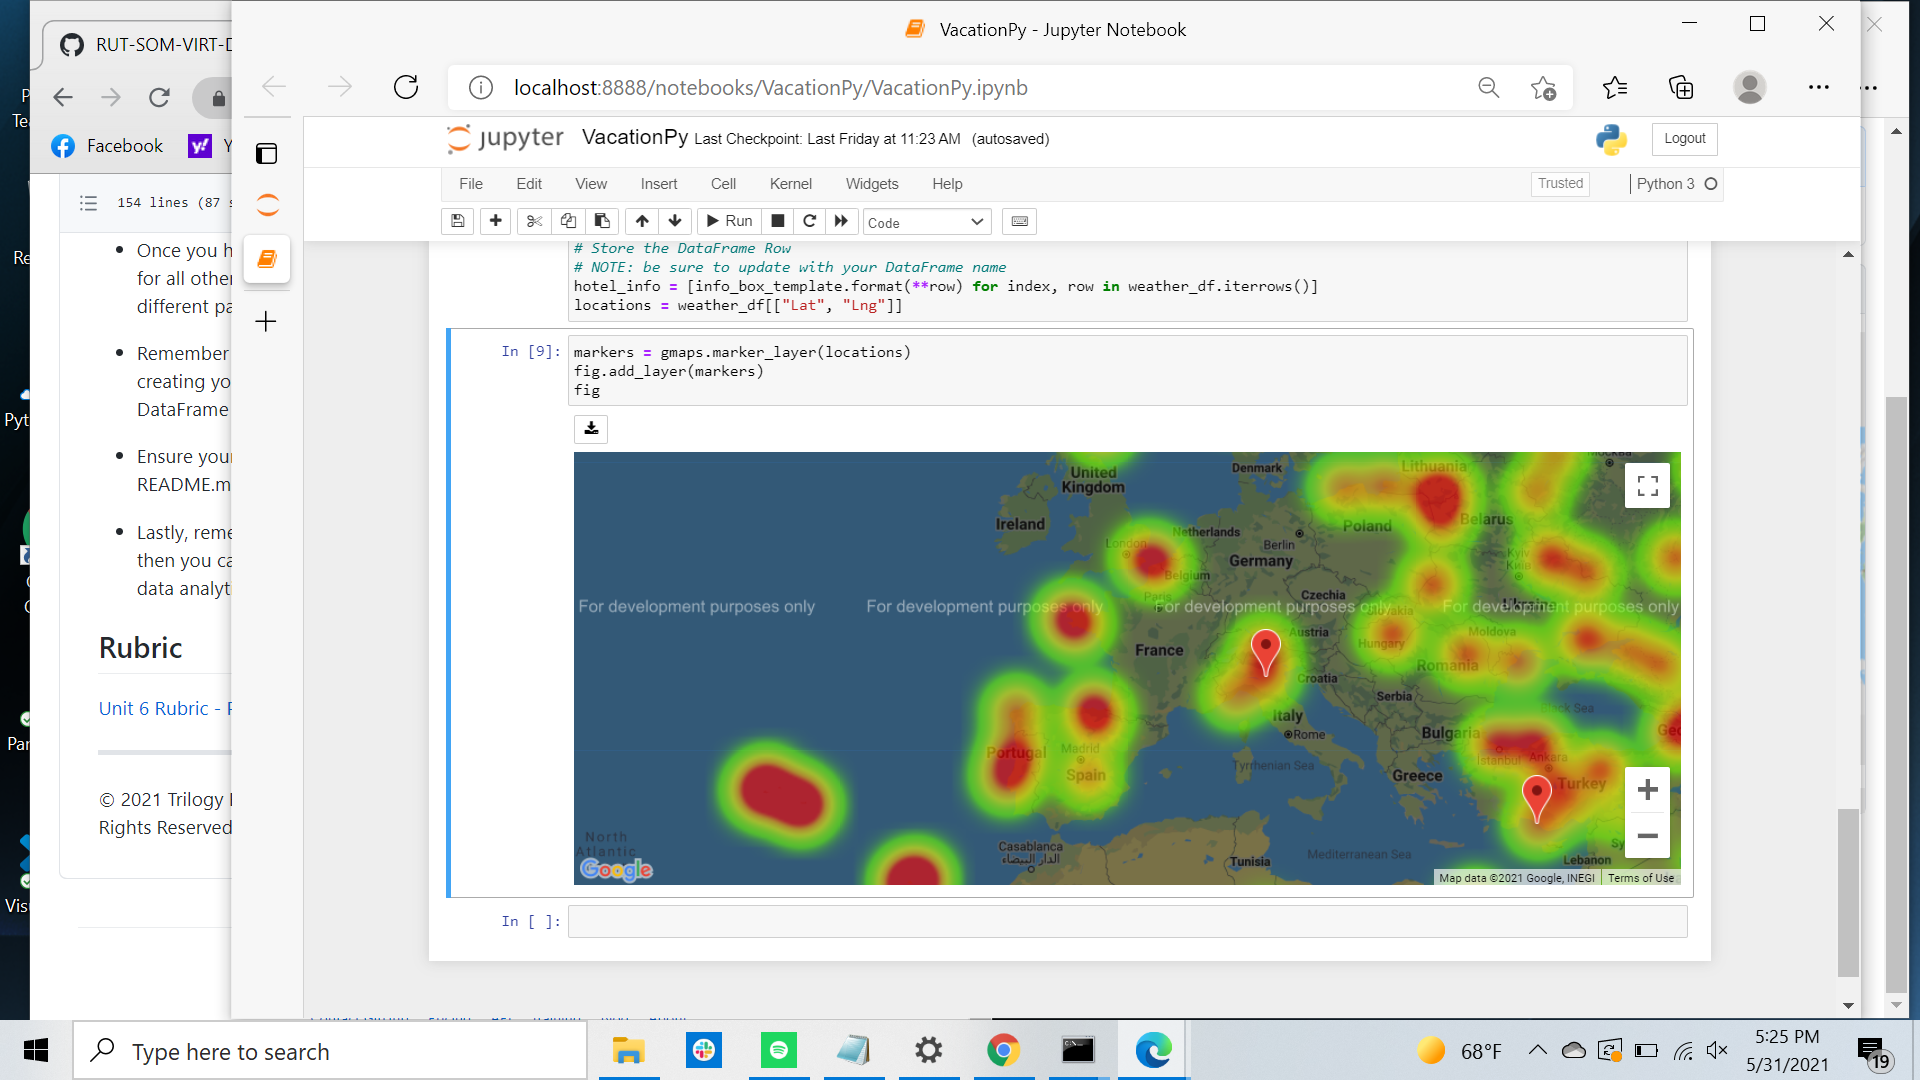 RUT-SOM-VIRT-D
Facebook
y!
Y
154 lines (87 s
Once you h
for all other
different pa
Remember
creating yo
DataFrame
Ensure your
README.m
Lastly, reme
then you ca
data analyt
Rubric
Unit 6 Rubric - P
© 2021 Trilogy
Rights Reserved
VacationPy - Jupyter Notebook
localhost:8888/notebooks/VacationPy/VacationPy.ipynb
jupyter VacationPy Last Checkpoint: Last Friday at 11:23 AM (autosaved)
Logout
File Edit View Insert Cell Kernel Widgets Help
Trusted
Python 3
Run
Code
# Store the DataFrame Row
# NOTE: be sure to update with your DataFrame name
hotel_info = [info_box_template.format(**row) for index, row in weather_df.iterrows()]
locations = weather_df[["Lat", "Lng"]]
In [9]:
markers = gmaps.marker_layer(locations)
fig.add_layer(markers)
fig
United
Kingdom
Denmark
Lithuania
Москва
Ireland
Netherlands
Poland
Belarus
London
Berlin
Germany
Belgium
Kyiv
Київ
Paris
Czechia
For development purposes only
For development purposes only
For development purposes only
For development purposes only
Slovakia
Ukraine
Austria
Hungary
Moldova
France
Romania
Croatia
Serbia
Italy
Black Sea
Rome
Bulgaria
Portugal
Madrid
Spain
Tyrrhenian Sea
Istanbul
Ankara
Greece
Turkey
Geo
North
Atlantic
Google
Casablanca
الدار البيضاء
Tunisia
Mediterranean Sea
Lebanon
Sy
Map data ©2021 Google, INEGI
Terms of Use
In [ ]:
Type here to search
68°F
5:25 PM
5/31/2021
19